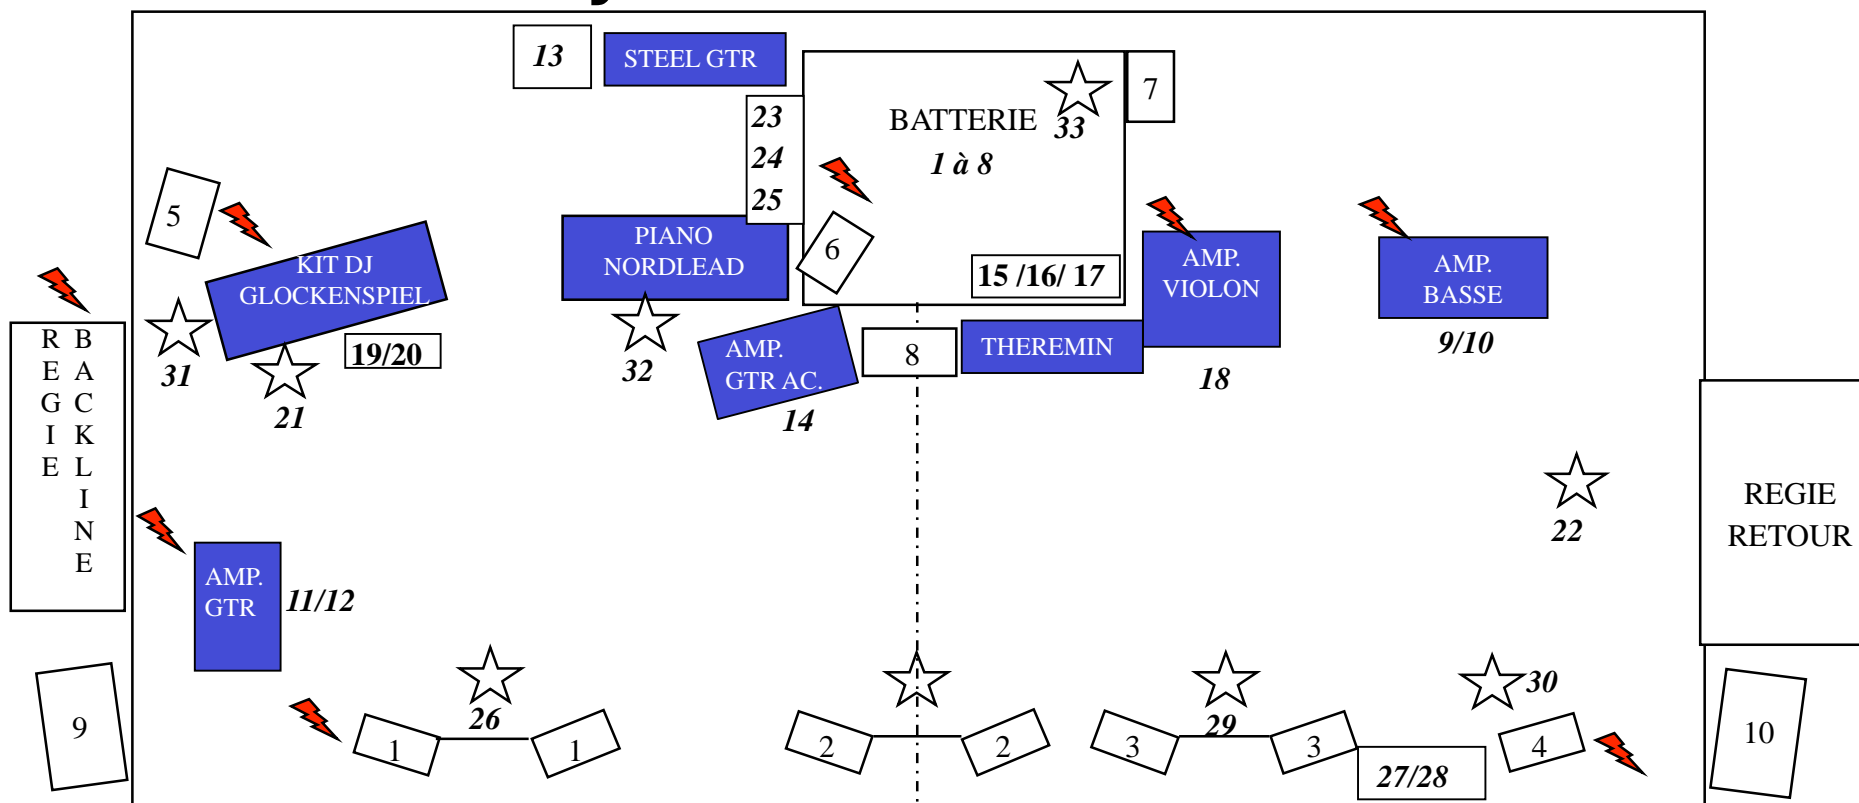 13
STEEL GTR
23
24
25
BATTERIE
1 à 8
33
7
5
KIT DJ
GLOCKENSPIEL
PIANO
NORDLEAD
6
15 /16/ 17
AMP.
VIOLON
AMP.
BASSE
9/10
REGIE
BACKLINE
31
19/20
21
32
AMP.
GTR AC.
14
8
THEREMIN
18
22
REGIE
RETOUR
AMP.
GTR
11/12
26
29
30
9
1
1
2
2
3
3
27/28
4
10